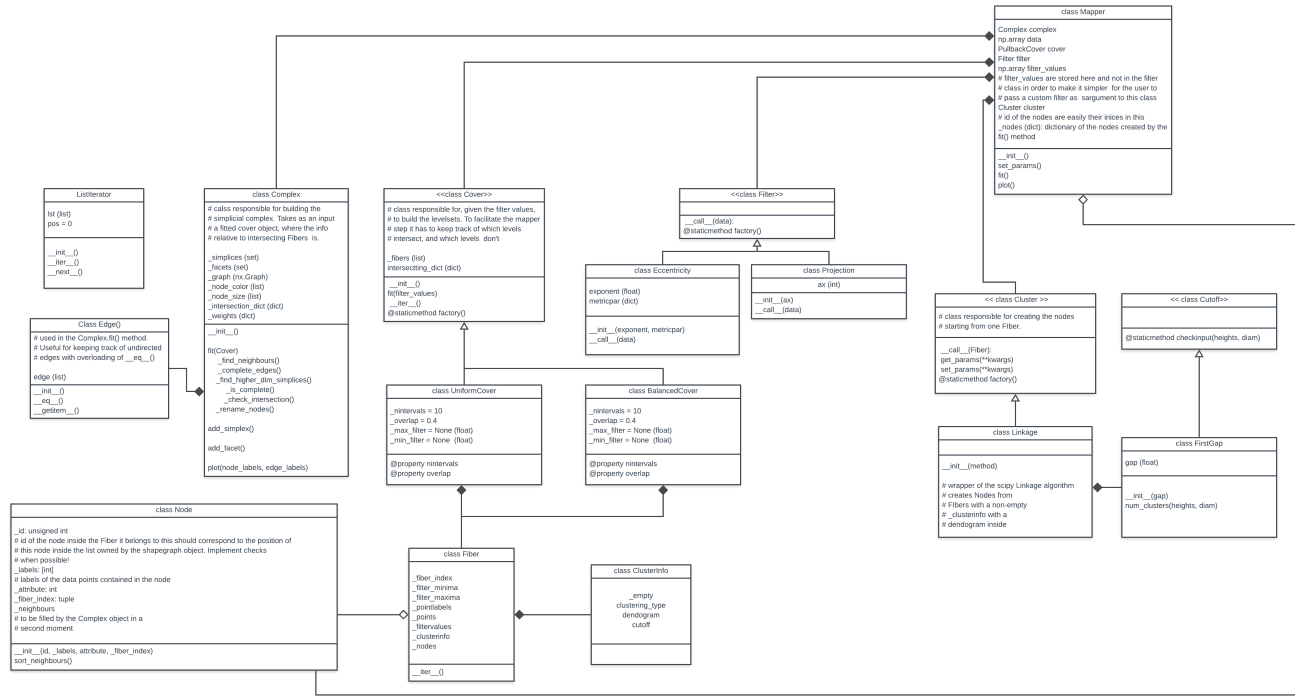 class Mapper
Complex complex
np.array data
PullbackCover cover
Filter filter
np.array filter_values
# filter_values are stored here and not in the filter
# class in order to make it simpler for the user to
# pass a custom filter as sargument to this class
Cluster cluster
# id of the nodes are easily their inices in this
_nodes (dict): dictionary of the nodes created by the
fit() method
__init__()
set_params()
fit()
plot()
ListIterator
lst (list)
pos = 0
__init__()
__iter__()
__next__()
class Complex
# calss responsible for building the
# simplicial complex. Takes as an input
# a fitted cover object, where the info
# relative to intersecting Fibers is.
_simplices (set)
_facets (set)
_graph (nx.Graph)
_node_color (list)
_node_size (list)
_intersection_dict (dict)
_weights (dict)
__init__()
fit(Cover)
_find_neighbours()
_complete_edges()
_find_higher_dim_simplices()
_is_complete()
_check_intersection()
_rename_nodes()
add_simplex()
add_facet()
plot(node_labels, edge_labels)
<<class Cover>>
# class responsible for, given the filter values,
# to build the levelsets. To facilitate the mapper
# step it has to keep track of which levels
# intersect, and which levels don't
_fibers (list)
intersectting_dict (dict)
__init__()
fit(filter_values)
__iter__()
@staticmethod factory()
<<class Filter>>
__call__(data):
@staticmethod factory()
class Eccentricity
exponent (float)
metricpar (dict)
__init__(exponent, metricpar)
__call__(data)
class Projection
ax (int)
__init__(ax)
__call__(data)
<< class Cluster >>
# class responsible for creating the nodes
# starting from one FIber.
__call__(Fiber):
get_params(**kwargs)
set_params(**kwargs)
@staticmethod factory()
<< class Cutoff>>
@staticmethod checkinput(heights, diam)
Class Edge()
# used in the Complex.fit() method.
# Useful for keeping track of undirected
# edges with overloading of __eq__()
edge (list)
__init__()
__eq__()
__getitem__()
class UniformCover
_nintervals = 10
_overlap = 0.4
_max_filter = None (float)
_min_filter = None (float)
@property nintervals
@property overlap
class BalancedCover
_nintervals = 10
_overlap = 0.4
_max_filter = None (float)
_min_filter = None (float)
@property nintervals
@property overlap
class Linkage
__init__(method)
# wrapper of the scipy Linkage algorithm
# creates Nodes from
# FIbers with a non-empty
# _clusterinfo with a
# dendogram inside
class FirstGap
gap (float)
__init__(gap)
num_clusters(heights, diam)
class Node
_id: unsigned int
# id of the node inside the Fiber it belongs to this should correspond to the position of
# this node inside the list owned by the shapegraph object. Implement checks
# when possible!
_labels: [int]
# labels of the data points contained in the node
_attribute: int
_fiber_index: tuple
_neighbours
# to be filled by the Complex object in a
# second moment
__init__(id, _labels, attribute, _fiber_index)
sort_neighbours()
class Fiber
_fiber_index
_filter_minima
_filter_maxima
_pointlabels
_points
_filtervalues
_clusterinfo
_nodes
__iter__()
class ClusterInfo
_empty
clustering_type
dendogram
cutoff